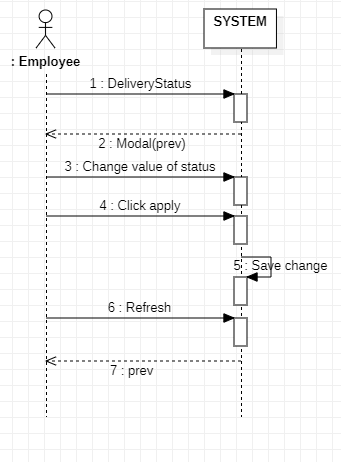 SYSTEM
: Employee
1 : DeliveryStatus
2 : Modal(prev)
3 : Change value of status
4 : Click apply
5 : Save change
6 : Refresh
7 : prev